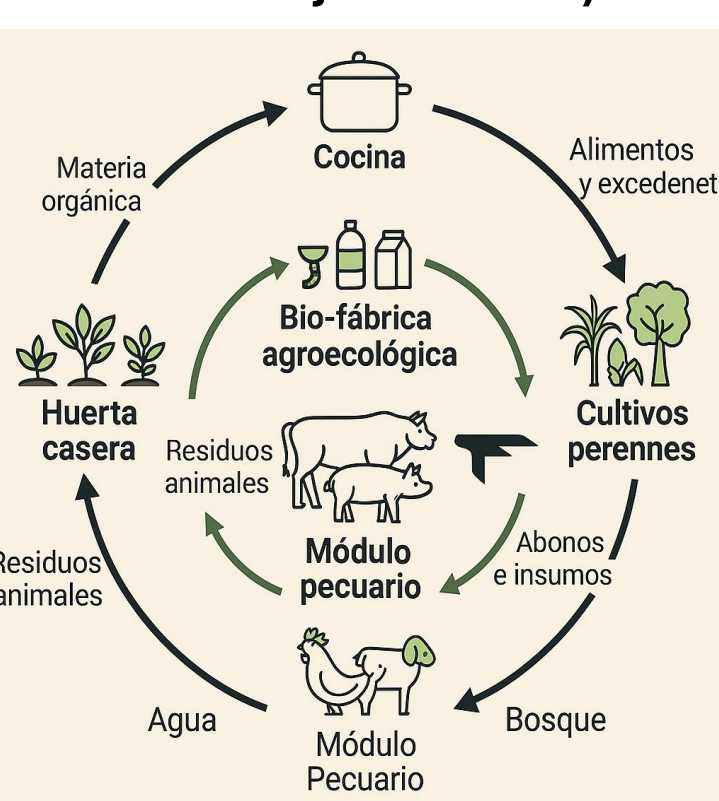 Cocina
Materia
orgánica
Alimentos
y excedenet
Bio-fábrica
agroecológica
Huerta
casera
Cultivos
perennes
Residuos
animales
Módulo
pecuario
Abonos
e insumos
Residuos
animales
Agua
Bosque
Módulo
Pecuario